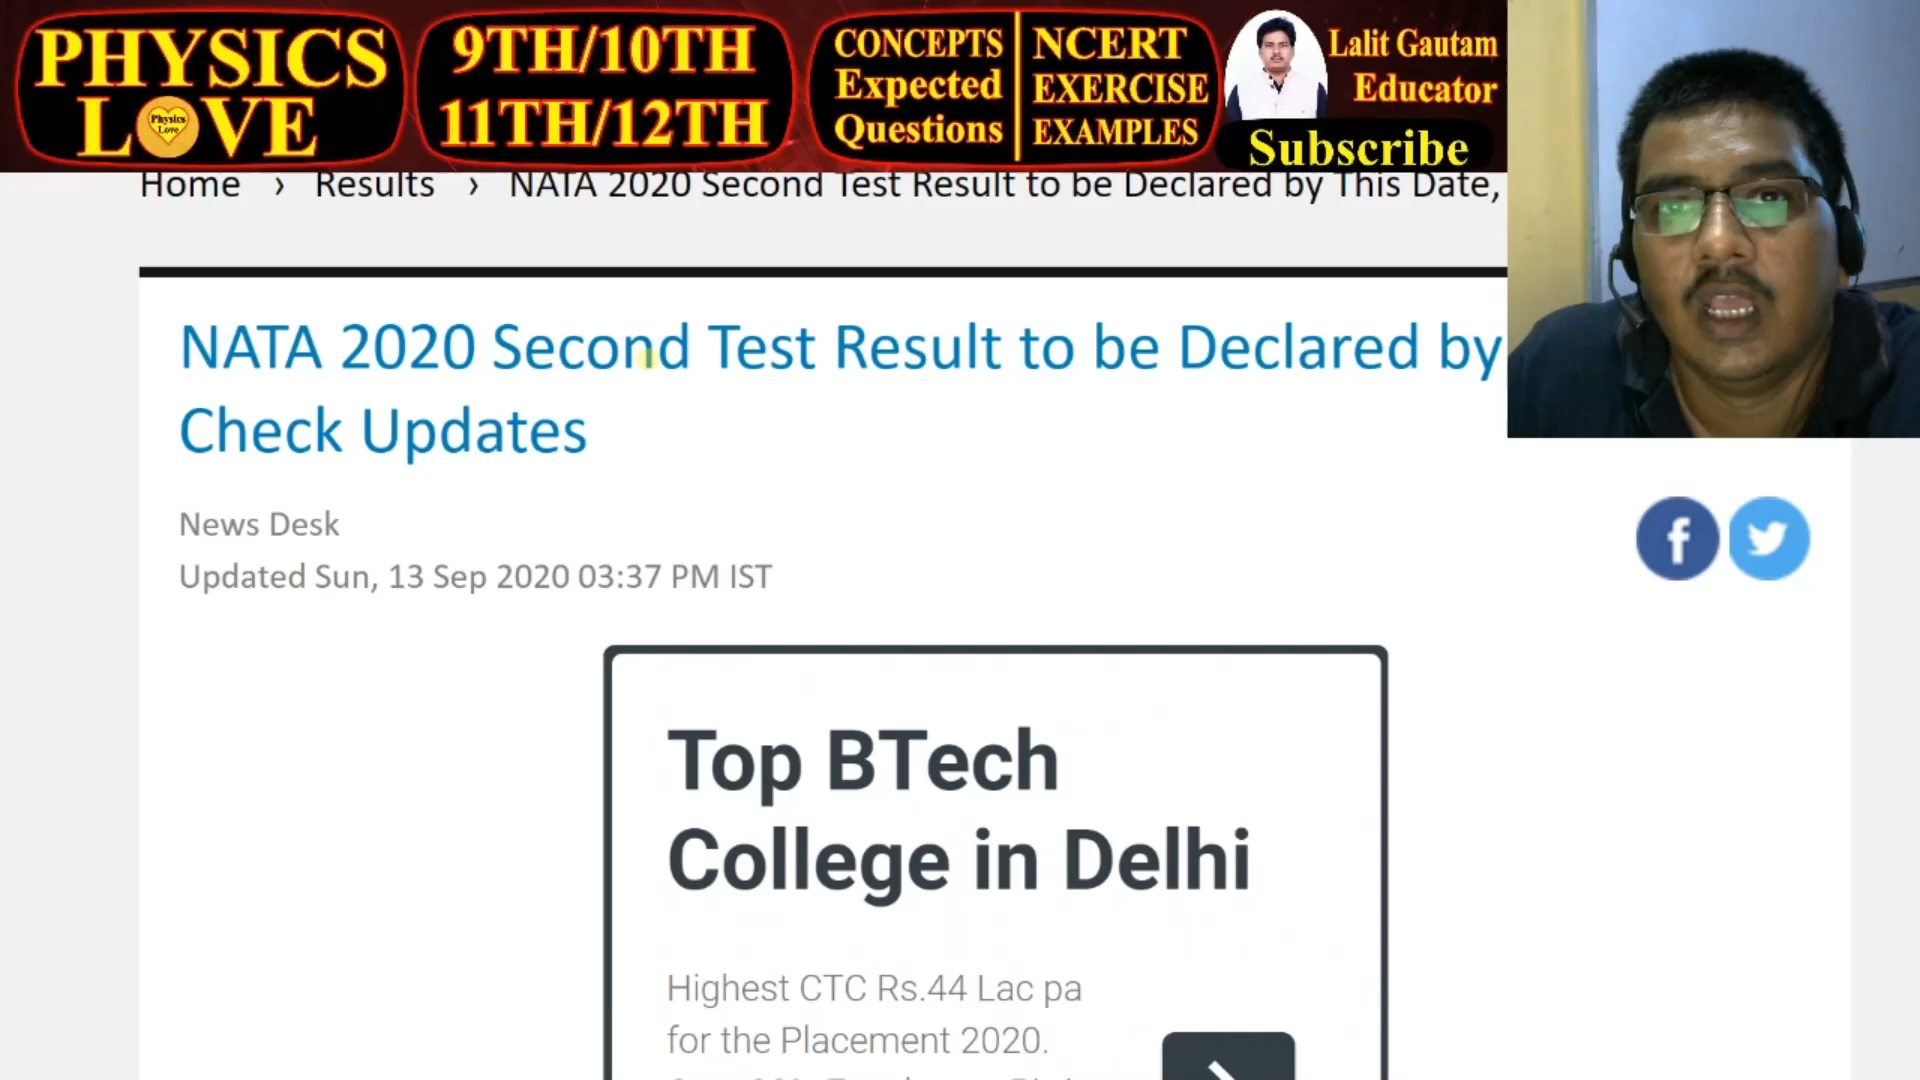 PHYSICS
LOVE
Physics
Love
9TH/10TH
11TH/12TH
CONCEPTS
Expected
Questions
NCERT
EXERCISE
EXAMPLES
Lalit Gautam
Educator
Subscribe
Home › Results › NATA 2020 Second Test Result to be Declared by This Date,
NATA 2020 Second Test Result to be Declared by
Check Updates
News Desk
Updated Sun, 13 Sep 2020 03:37 PM IST
f
Top BTech
College in Delhi
Highest CTC Rs.44 Lac pa
for the Placement 2020.